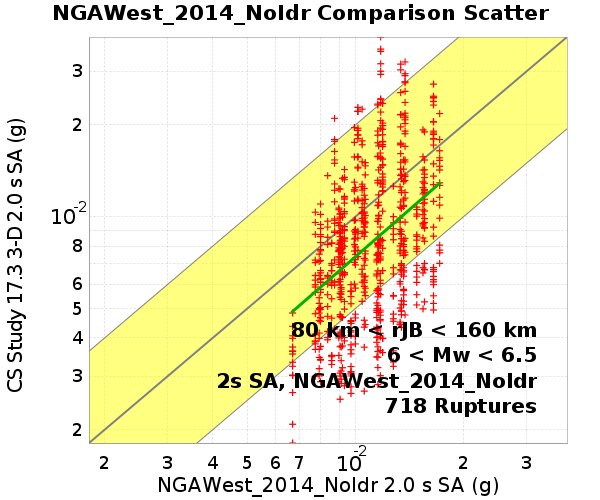 NGAWest_2014_NoIdr Comparison Scatter
CS Study 17.3 3-D 2.0 s SA (g)
3
2
10-2
8
6
5
4
3
2
80 km < rJB < 160 km
6 < Mw < 6.5
2s SA, NGAWest_2014_NoIdr
718 Ruptures
2 3 4 5 6 7 10-2 2 3
NGAWest_2014_NoIdr 2.0 s SA (g)